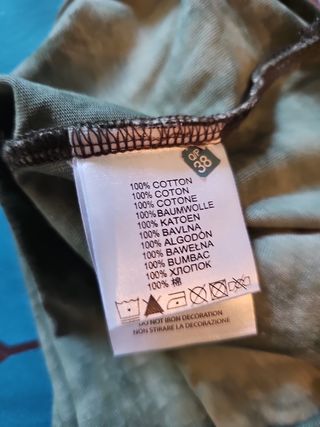 38
100% COTTON
100% COTON
100% COTONE
100% BAUMWOLLE
100% KATOEN
100% BAVLNA
100% ALGODÓN
100% BAWEŁNA
100% BUMBAC
100% ХЛОПОК
100% 棉
DO NOT IRON DECORATION
NON STIRARE LA DECORAZIONE